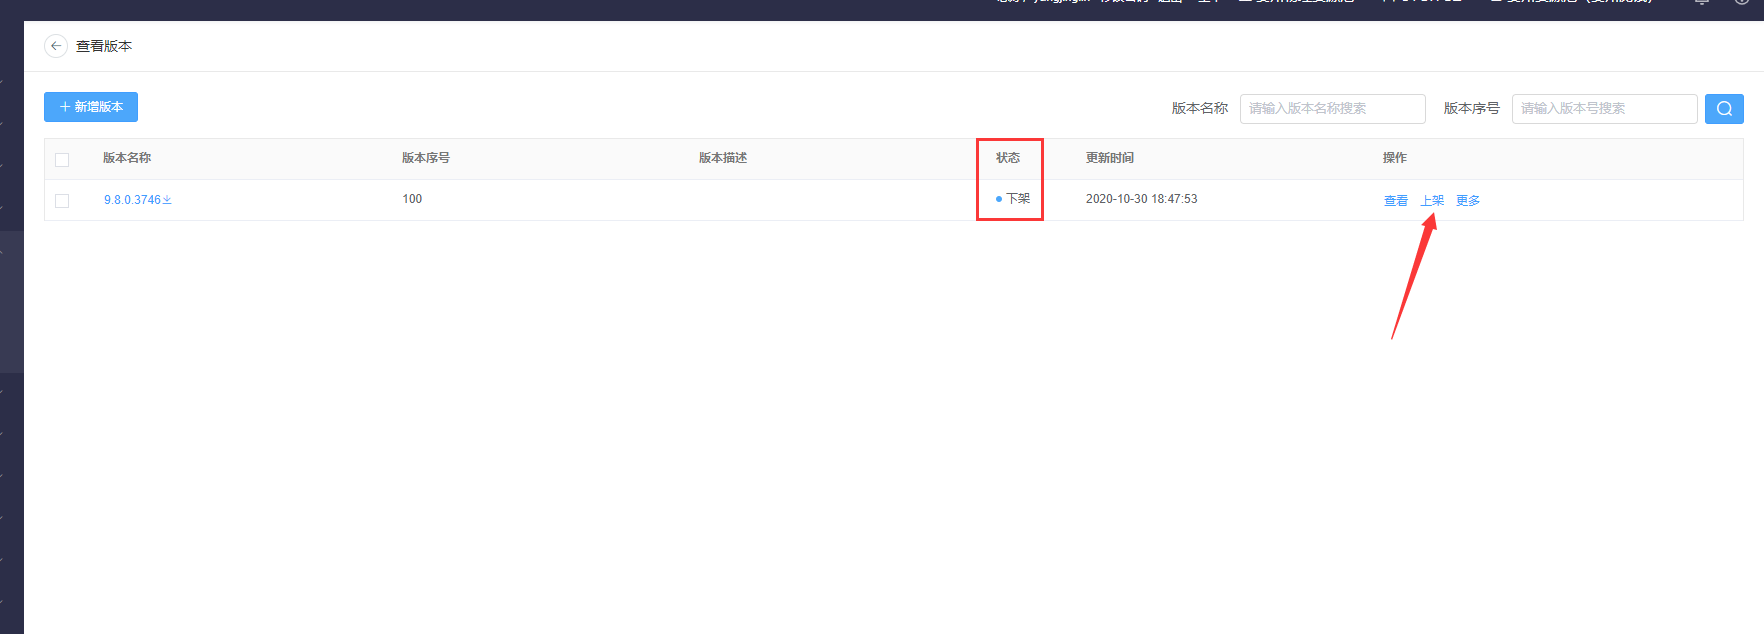 查看版本
新增版本
版本名称 请输入版本名称搜索 版本序号 请输入版本号搜索
版本名称 版本序号 版本描述 状态 更新时间 操作
9.8.0.3746 100 下架 2020-10-30 18:47:53 查看 上架 更多